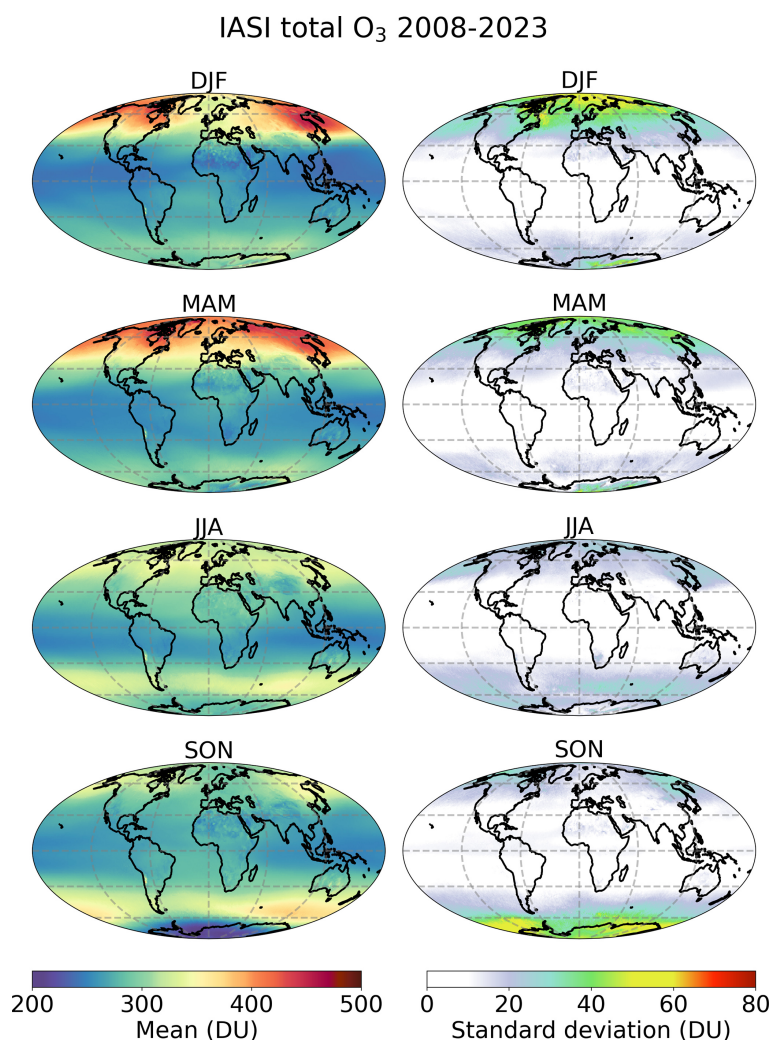 IASI total O₃ 2008-2023
DJF
DJF
MAM
MAM
JJA
JJA
SON
SON
200 300 400 500
Mean (DU)
0 20 40 60 80
Standard deviation (DU)